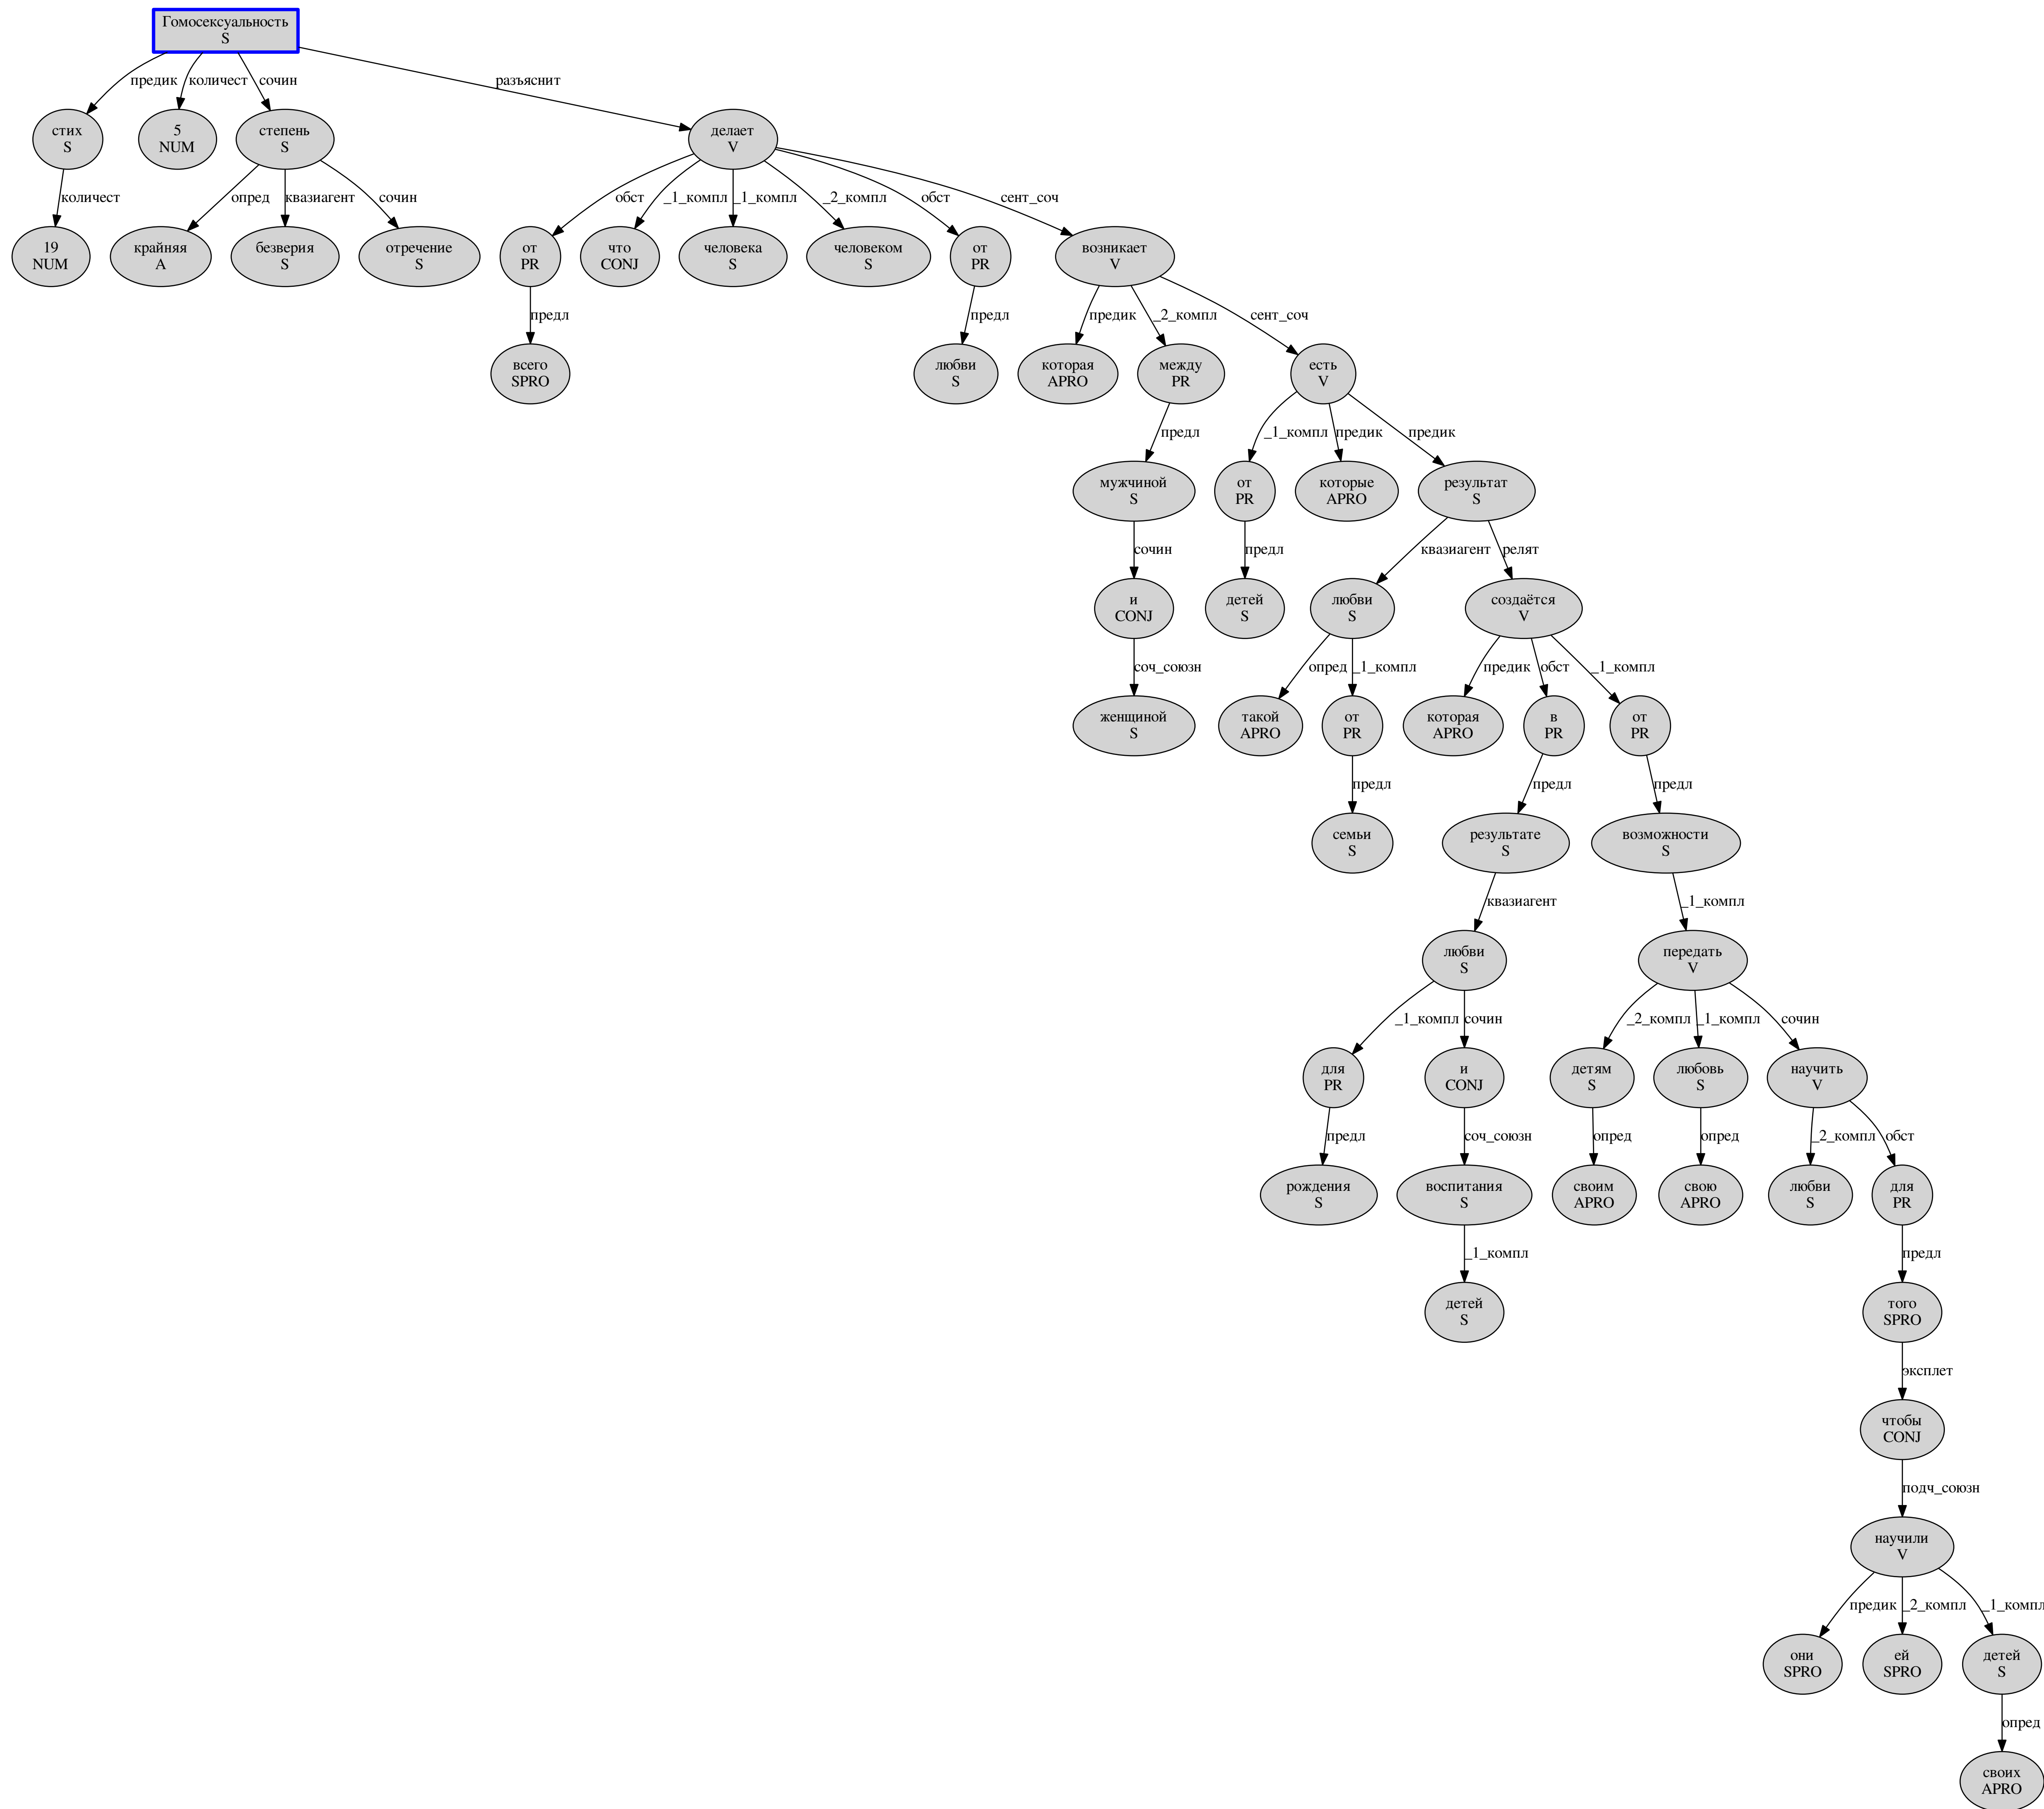 Гомосексуальность
S
предик количест сочин разъяснит
стих 5 степень делает
S NUM S V
количест опред квазиагент сочин обст _1_компл _1_компл _2_компл обст сент_соч
19 крайняя безверия отречение от что человека человеком от возникает
NUM A S S PR CONJ S S PR V
предл предл предик _2_компл сент_соч
всего любви которая между есть
SPRO S APRO PR V
предл _1_компл предик предик
мужчиной от которые результат
S PR APRO S
сочин предл квазиагент релят
и детей любви создаётся
CONJ S S V
соч_союзн опред _1_компл предик обст _1_компл
женщиной такой от которая в от
S APRO PR APRO PR PR
предл предл предл
семьи результате возможности
S S S
квазиагент _1_компл
любви передать
S V
_1_компл сочин _2_компл _1_компл сочин
для и детям любовь научить
PR CONJ S S V
предл соч_союзн опред опред _2_компл обст
рождения воспитания своим свою любви для
S S APRO APRO S PR
_1_компл предл
детей того
S SPRO
эксплет
чтобы
CONJ
подч_союзн
научили
V
предик _2_компл _1_компл
они ей детей
SPRO SPRO S
опред
своих
APRO